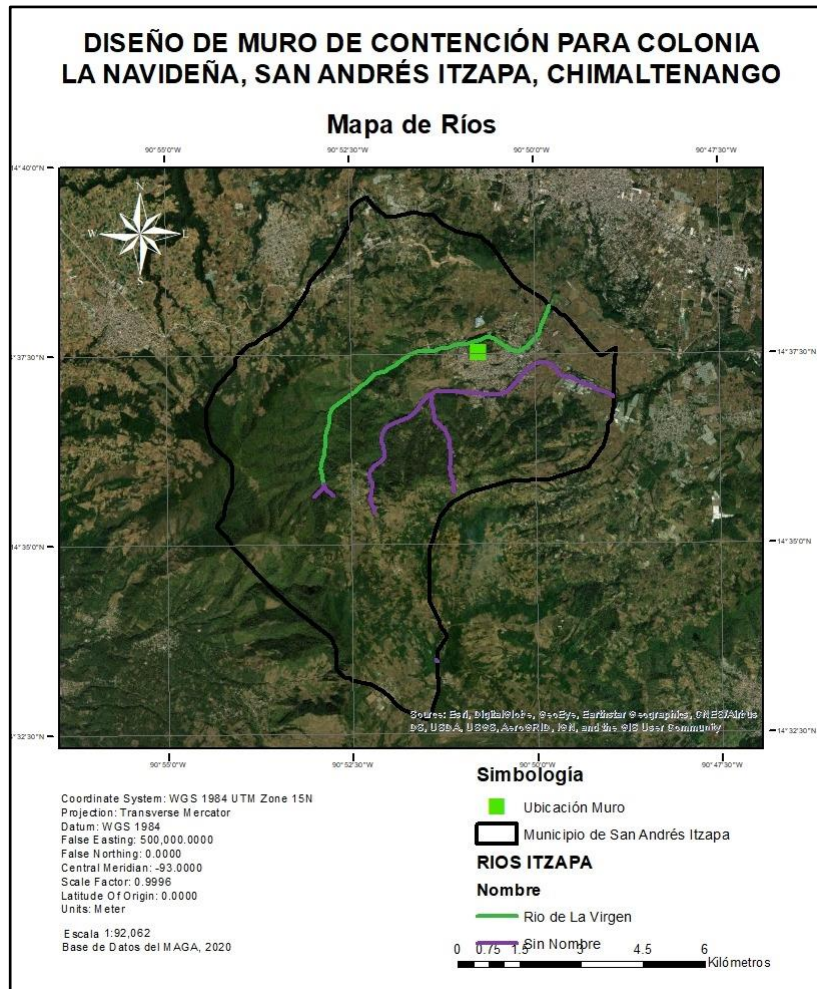 DISEÑO DE MURO DE CONTENCIÓN PARA COLONIA
LA NAVIDEÑA, SAN ANDRÉS ITZAPA, CHIMALTENANGO
Mapa de Ríos
90°55'0"W 90°52'30"W 90°50'0"W 90°47'30"W
14°40'0"N
N
W L
S
14°37'30"N 14°37'30"N
14°35'0"N 14°35'0"N
Source: Esri, DigitalGlobe, GeoEye, Earthstar Geographics, CNES/Airbus
DS, USDA, USGS, AeroGRID, IGN, and the GIS User Community
14°32'30"N 14°32'30"N
90°55'0"W 90°52'30"W 90°50'0"W 90°47'30"W
Coordinate System: WGS 1984 UTM Zone 15N
Projection: Transverse Mercator
Datum: WGS 1984
False Easting: 500,000.0000
False Northing: 0.0000
Central Meridian: -93.0000
Scale Factor: 0.9996
Latitude Of Origin: 0.0000
Units: Meter
Escala 1:92,062
Base de Datos del MAGA, 2020
Simbología
Ubicación Muro
Municipio de San Andrés Itzapa
RIOS ITZAPA
Nombre
Rio de La Virgen
Sin Nombre
0 0.75 1.5 3 4.5 6
Kilómetros